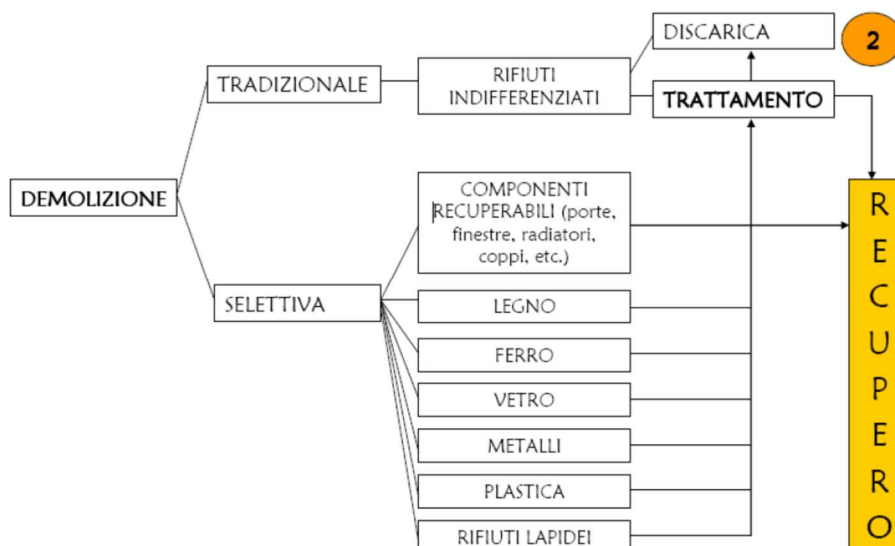 DISCARICA
2
TRADIZIONALE
RIFIUTI
INDIFFERENZIATI
TRATTAMENTO
DEMOLIZIONE
COMPONENTI
RECUPERABILI (porte,
finestre, radiatori,
coppi, etc.)
SELETTIVA
LEGNO
FERRO
VETRO
METALLI
PLASTICA
RIFIUTI LAPIDEI
R
E
C
U
P
E
R
O